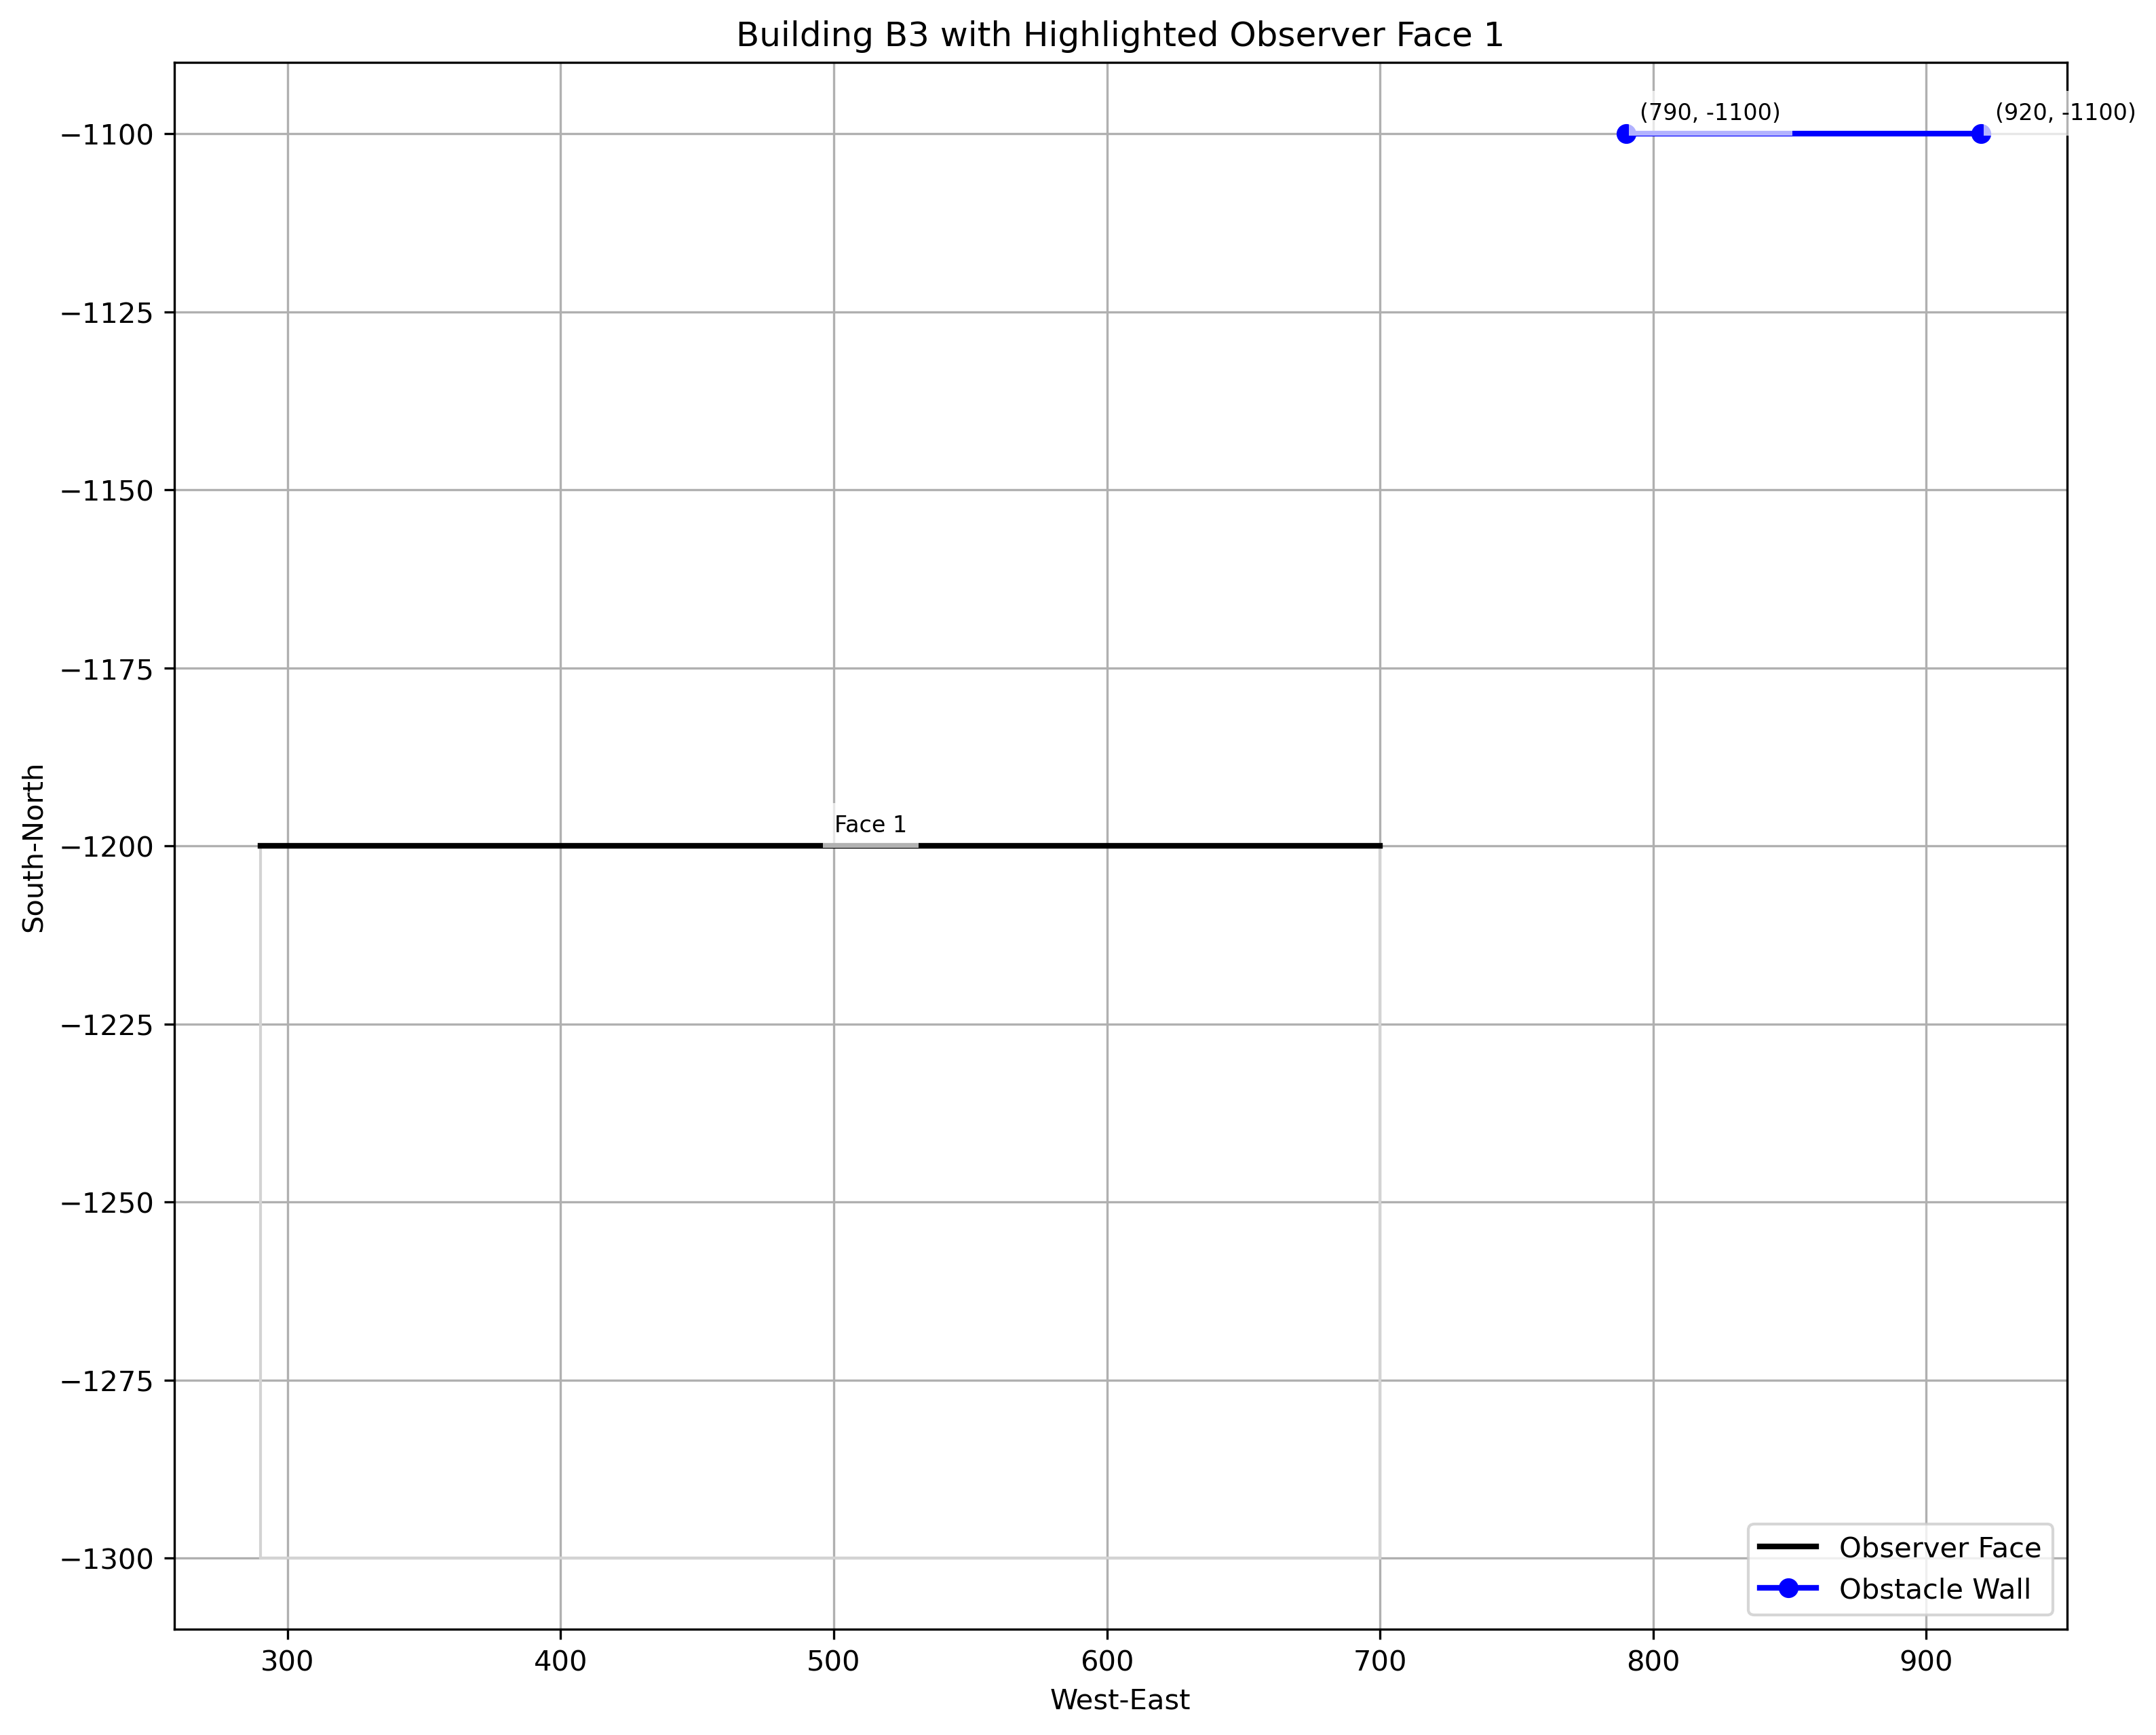 Building B3 with Highlighted Observer Face 1
(790, -1100)
(920, -1100)
−1100
−1125
−1150
−1175
Face 1
−1200
−1225
−1250
−1275
−1300
South-North
Observer Face
Obstacle Wall
300 400 500 600 700 800 900
West-East